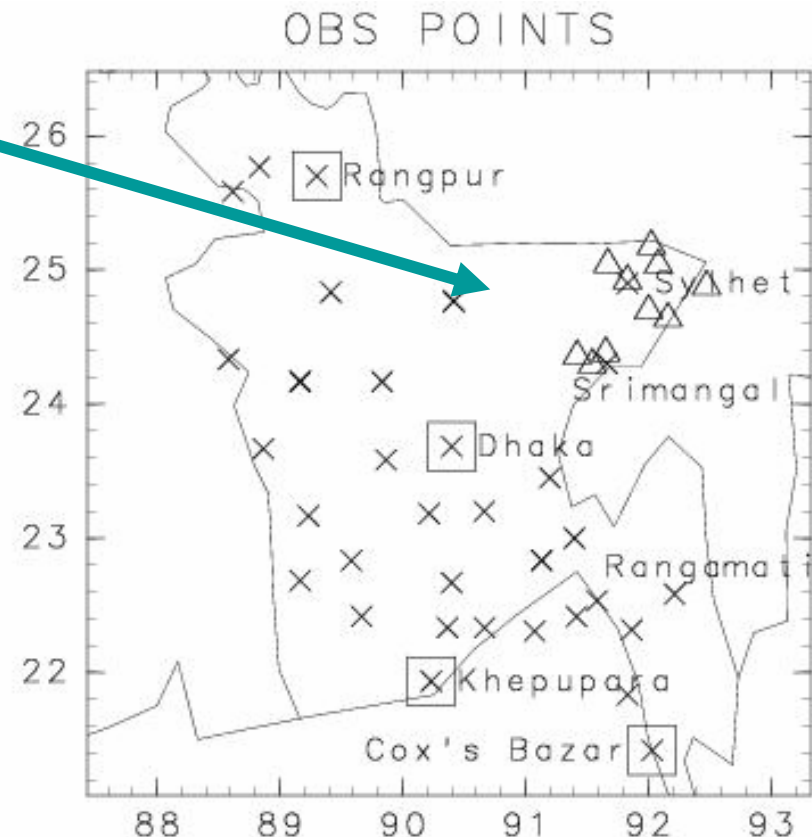 OBS POINTS
26
Rangpur
25
Sylhet
24
Srimangal
Dhaka
23
Rangamati
22
Khepupara
Cox's Bazar
88 89 90 91 92 93